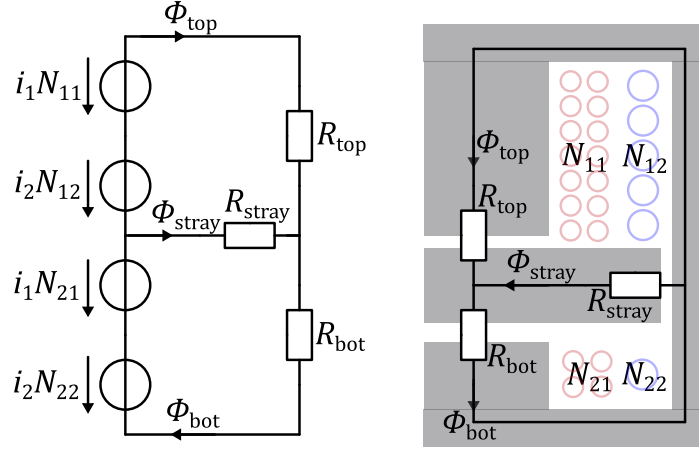 Φtop
i1N11
Rtop
i2N12
Φstray
Rstray
i1N21
Rbot
i2N22
Φbot
Φtop
N11
N12
Rtop
Φstray
Rstray
Rbot
N21
N22
Φbot